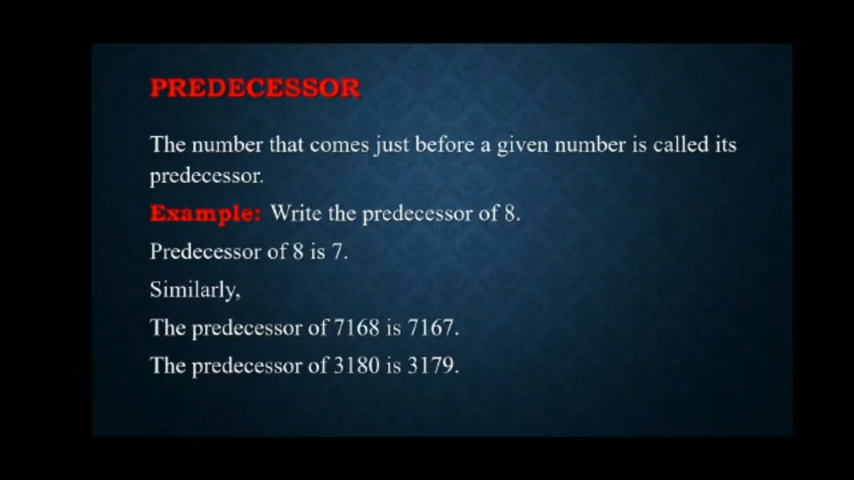 PREDECESSOR
The number that comes just before a given number is called its
predecessor.
Example: Write the predecessor of 8.
Predecessor of 8 is 7.
Similarly,
The predecessor of 7168 is 7167.
The predecessor of 3180 is 3179.